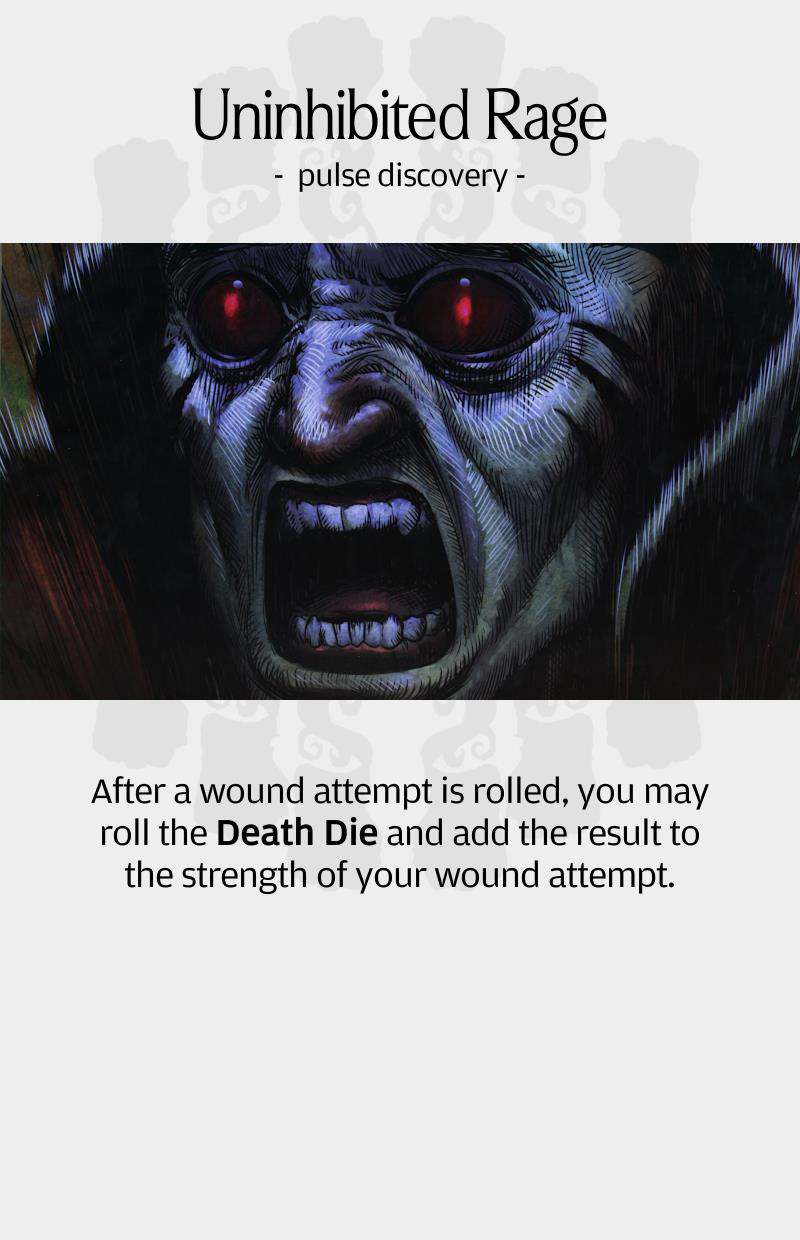 Uninhibited Rage
- pulse discovery -
After a wound attempt is rolled, you may
roll the Death Die and add the result to
the strength of your wound attempt.